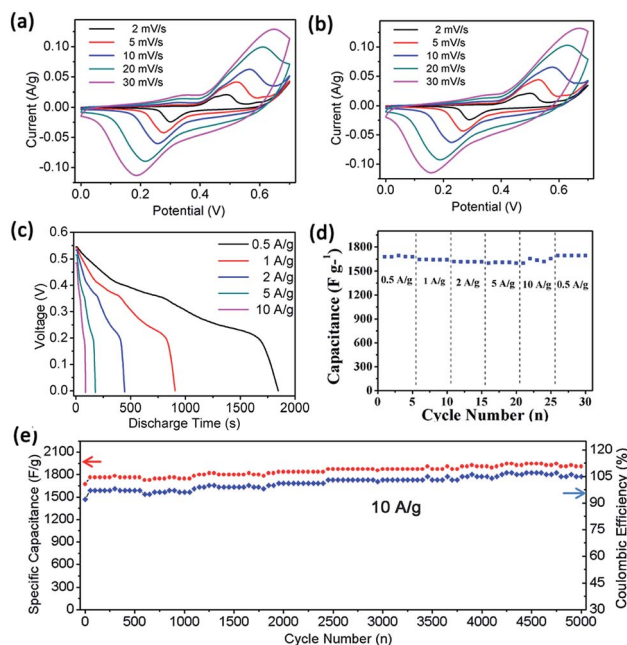 (a)
2 mV/s
5 mV/s
10 mV/s
20 mV/s
30 mV/s
Current (A/g)
0.10
0.05
0.00
-0.05
-0.10
0.0 0.2 0.4 0.6
Potential (V)
(b)
2 mV/s
5 mV/s
10 mV/s
20 mV/s
30 mV/s
Current (A/g)
0.10
0.05
0.00
-0.05
-0.10
0.0 0.2 0.4 0.6
Potential (V)
(c)
0.5 A/g
1 A/g
2 A/g
5 A/g
10 A/g
Voltage (V)
0.6
0.5
0.4
0.3
0.2
0.1
0.0
0 500 1000 1500 2000
Discharge Time (s)
(d)
Capacitance (F g-1)
1800
1500
1200
900
600
300
0
0.5 A/g 1 A/g 2 A/g 5 A/g 10 A/g 0.5 A/g
0 5 10 15 20 25 30
Cycle Number (n)
(e)
Specific Capacitance (F/g)
2100
1800
1500
1200
900
600
300
0
10 A/g
110
90
70
50
30
Coulombic Efficiency (%)
0 500 1000 1500 2000 2500 3000 3500 4000 4500 5000
Cycle Number (n)